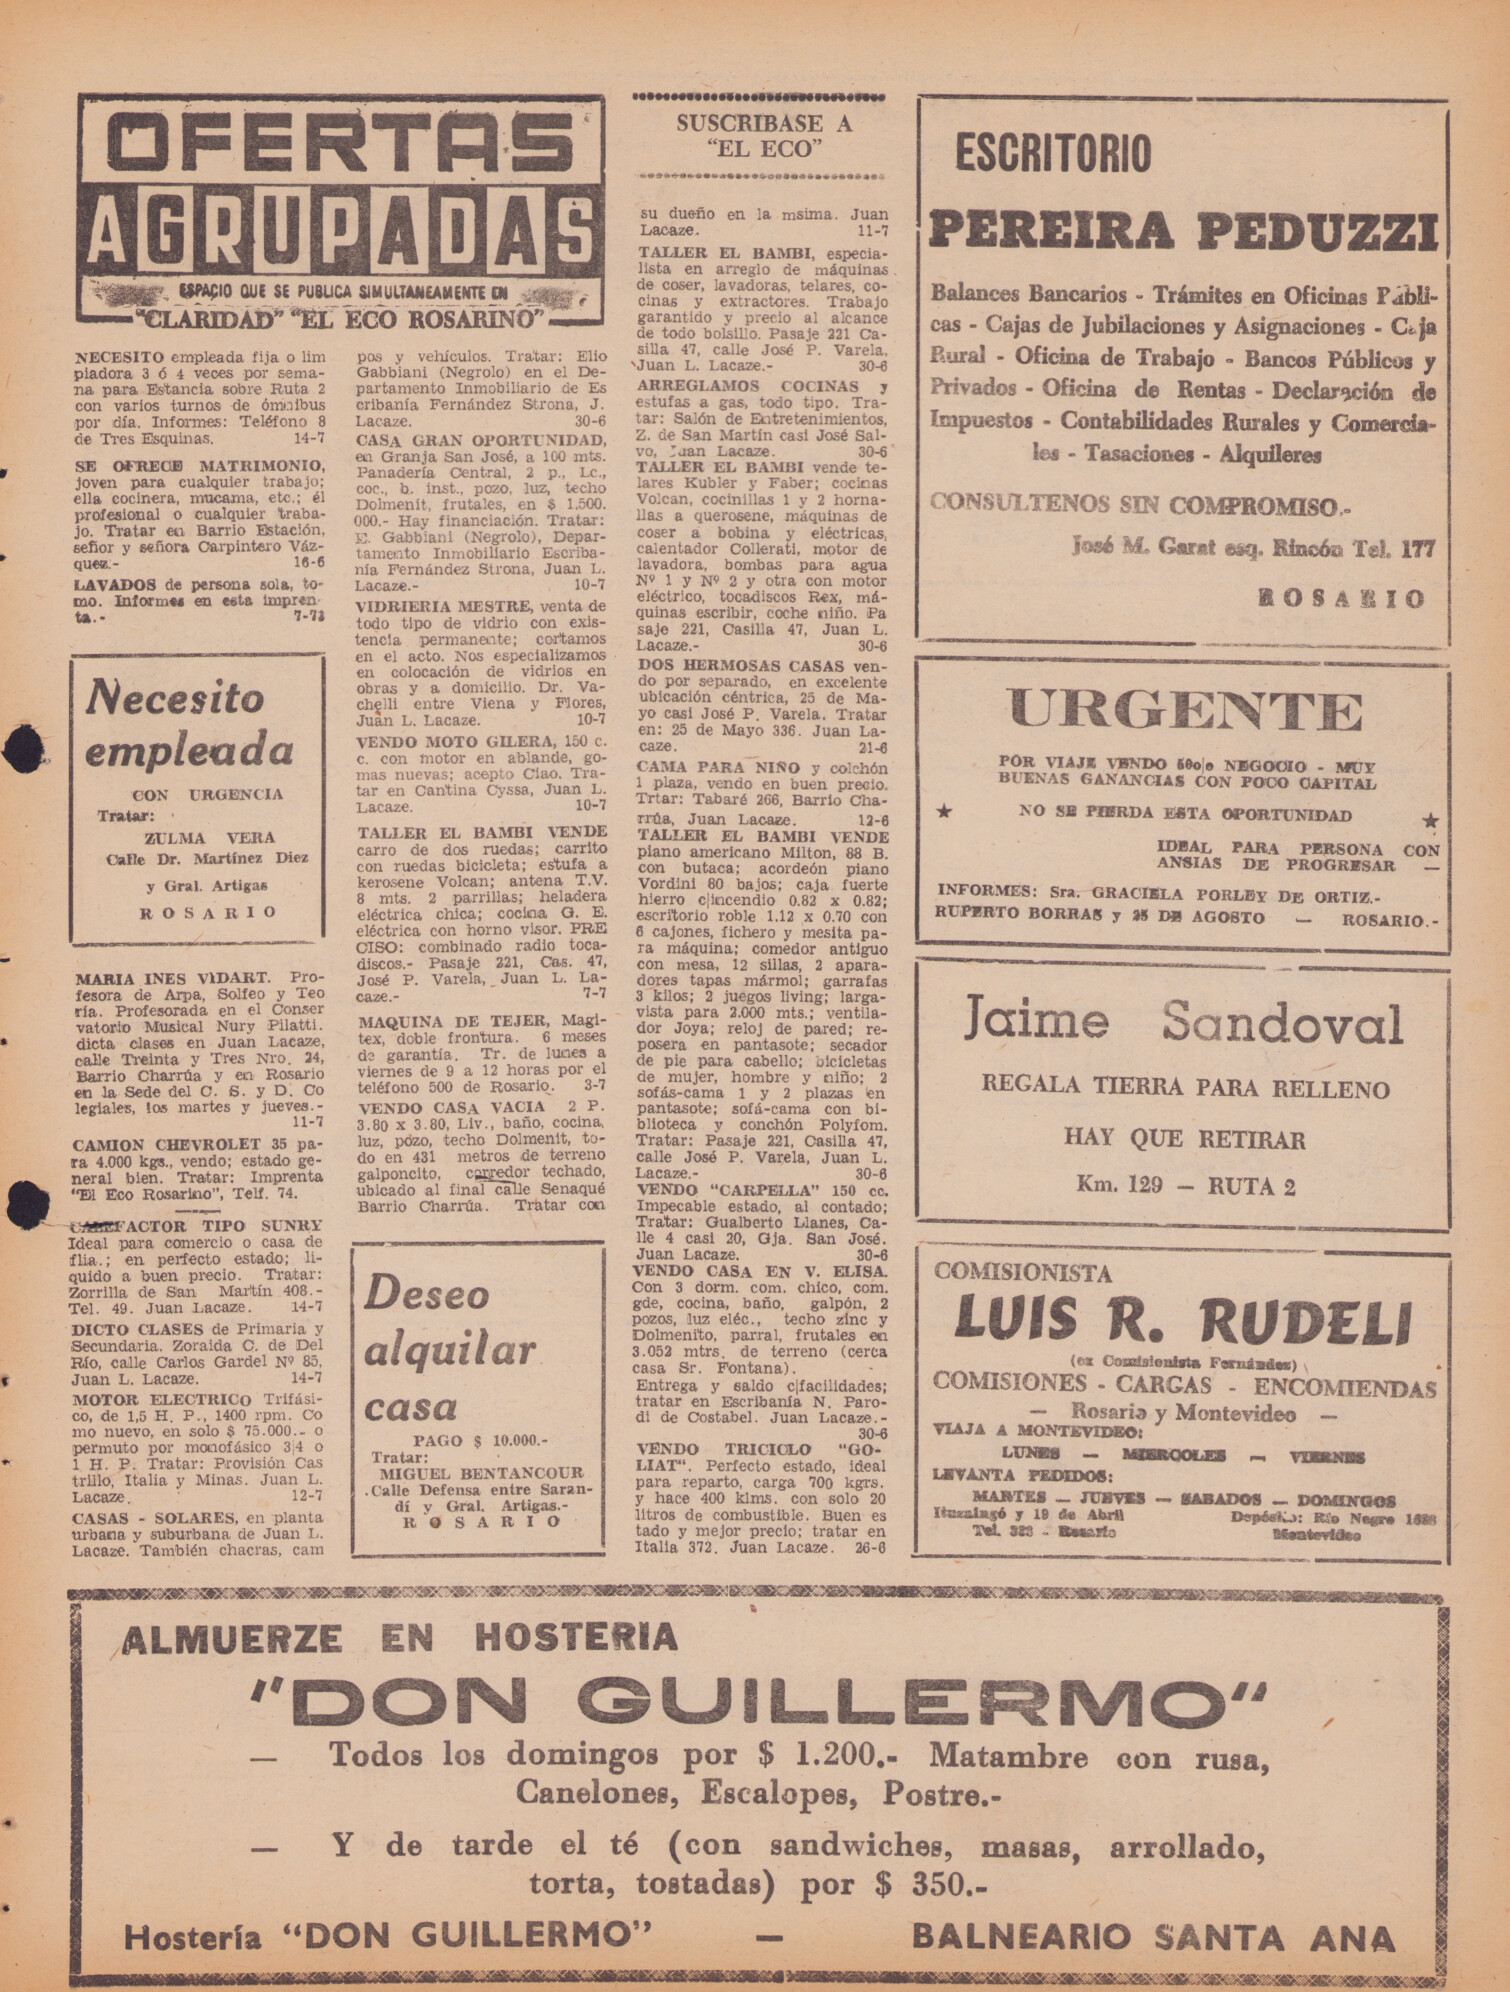 OFERTAS
AGRUPADAS
ESPACIO QUE SE PUBLICA SIMULTANEAMENTE EN
"CLARIDAD" "EL ECO ROSARINO"
NECESITO empleada fija o lim
piadora 3 ó 4 veces por sema-
na para Estancia sobre Ruta 2
con varios turnos de ómnibus
por día. Informes: Teléfono 8
de Tres Esquinas. 14-7
SE OFRECE MATRIMONIO,
joven para cualquier trabajo;
ella cocinera, mucama, etc.; él
profesional o cualquier traba-
jo. Tratar en Barrio Estación,
señor y señora Carpintero Váz-
quez.- 16-6
LAVADOS de persona sola, to-
mo. Informes en esta impren-
ta.- 7-73
Necesito
empleada
CON URGENCIA
Tratar:
ZULMA VERA
Calle Dr. Martínez Diez
y Gral. Artigas
ROSARIO
MARIA INES VIDART. Pro-
fesora de Arpa, Solfeo y Teo
ría. Profesorada en el Conser
vatorio Musical Nury Pilatti.
dicta clases en Juan Lacaze,
calle Treinta y Tres Nro. 24,
Barrio Charrúa y en Rosario
en la Sede del C. S. y D. Co
legiales, los martes y jueves.-
11-7
CAMION CHEVROLET 35 pa-
ra 4.000 kgs., vendo; estado ge-
neral bien. Tratar: Imprenta
"El Eco Rosarino", Telf. 74.
CALEFACTOR TIPO SUNRY
Ideal para comercio o casa de
flia.; en perfecto estado; li-
quido a buen precio. Tratar:
Zorrilla de San Martín 408.-
Tel. 49. Juan Lacaze. 14-7
DICTO CLASES de Primaria y
Secundaria. Zoraida C. de Del
Río, calle Carlos Gardel Nº 85,
Juan L. Lacaze. 14-7
MOTOR ELECTRICO Trifási-
co, de 1,5 H. P., 1400 rpm. Co
mo nuevo, en solo $ 75.000.- o
permuto por monofásico 3|4 o
1 H. P. Tratar: Provisión Cas
trillo, Italia y Minas. Juan L.
Lacaze. 12-7
CASAS - SOLARES, en planta
urbana y suburbana de Juan L.
Lacaze. También chacras, cam
pos y vehículos. Tratar: Elio
Gabbiani (Negrolo) en el De-
partamento Inmobiliario de Es
cribanía Fernández Strona, J.
Lacaze. 30-6
CASA GRAN OPORTUNIDAD,
en Granja San José, a 100 mts.
Panadería Central, 2 p., Lc.,
coc., b. inst., pozo, luz, techo
Dolmenit, frutales, en $ 1.500.
000.- Hay financiación. Tratar:
E. Gabbiani (Negrolo), Depar-
tamento Inmobiliario Escriba-
nía Fernández Strona, Juan L.
Lacaze.- 10-7
VIDRIERIA MESTRE, venta de
todo tipo de vidrio con exis-
tencia permanente; cortamos
en el acto. Nos especializamos
en colocación de vidrios en
obras y a domicilio. Dr. Va-
chelli entre Viena y Flores,
Juan L. Lacaze. 10-7
VENDO MOTO GILERA, 150 c.
c. con motor en ablande, go-
mas nuevas; acepto Ciao. Tra-
tar en Cantina Cyssa, Juan L.
Lacaze. 10-7
TALLER EL BAMBI VENDE
carro de dos ruedas; carrito
con ruedas bicicleta; estufa a
kerosene Volcan; antena T.V.
8 mts. 2 parrillas; heladera
eléctrica chica; cocina G. E.
eléctrica con horno visor. PRE
CISO: combinado radio toca-
discos.- Pasaje 221, Cas. 47,
José P. Varela, Juan L. La-
caze.- 7-7
MAQUINA DE TEJER, Magi-
tex, doble frontura. 6 meses
de garantía. Tr. de lunes a
viernes de 9 a 12 horas por el
teléfono 500 de Rosario. 3-7
VENDO CASA VACIA 2 P.
3.80 x 3.80, Liv., baño, cocina,
luz, pozo, techo Dolmenit, to-
do en 431 metros de terreno
galponcito, corredor techado,
ubicado al final calle Senaqué
Barrio Charrúa. Tratar con
Deseo
alquilar
casa
PAGO $ 10.000.-
Tratar:
MIGUEL BENTANCOUR
Calle Defensa entre Saran-
dí y Gral. Artigas.-
ROSARIO
SUSCRIBASE A
"EL ECO"
su dueño en la msima. Juan
Lacaze. 11-7
TALLER EL BAMBI, especia-
lista en arreglo de máquinas
de coser, lavadoras, telares, co-
cinas y extractores. Trabajo
garantido y precio al alcance
de todo bolsillo. Pasaje 221 Ca-
silla 47, calle José P. Varela,
Juan L. Lacaze.- 30-6
ARREGLAMOS COCINAS y
estufas a gas, todo tipo. Tra-
tar: Salón de Entretenimientos,
Z. de San Martín casi José Sal-
vo, Juan Lacaze. 30-6
TALLER EL BAMBI vende te-
lares Kubler y Faber; cocinas
Volcan, cocinillas 1 y 2 horna-
llas a querosene, máquinas de
coser a bobina y eléctricas,
calentador Collerati, motor de
lavadora, bombas para agua
Nº 1 y Nº 2 y otra con motor
eléctrico, tocadiscos Rex, má-
quinas escribir, coche niño. Pa
saje 221, Casilla 47, Juan L.
Lacaze.- 30-6
DOS HERMOSAS CASAS ven-
do por separado, en excelente
ubicación céntrica, 25 de Ma-
yo casi José P. Varela. Tratar
en: 25 de Mayo 336. Juan La-
caze. 21-6
CAMA PARA NIÑO y colchón
1 plaza, vendo en buen precio.
Trtar: Tabaré 266, Barrio Cha-
rrúa, Juan Lacaze. 12-6
TALLER EL BAMBI VENDE
piano americano Milton, 88 B.
con butaca; acordeón piano
Vordini 80 bajos; caja fuerte
hierro c|incendio 0.82 x 0.82;
escritorio roble 1.12 x 0.70 con
6 cajones, fichero y mesita pa-
ra máquina; comedor antiguo
con mesa, 12 sillas, 2 apara-
dores tapas mármol; garrafas
3 kilos; 2 juegos living; larga-
vista para 2.000 mts.; ventila-
dor Joya; reloj de pared; re-
posera en pantasote; secador
de pie para cabello; bicicletas
de mujer, hombre y niño; 2
sofás-cama 1 y 2 plazas en
pantasote; sofá-cama con bi-
blioteca y conchón Polyfom.
Tratar: Pasaje 221, Casilla 47,
calle José P. Varela, Juan L.
Lacaze.- 30-6
VENDO "CARPELLA" 150 cc.
Impecable estado, al contado;
Tratar: Gualberto Llanes, Ca-
lle 4 casi 20, Gja. San José.
Juan Lacaze. 30-6
VENDO CASA EN V. ELISA.
Con 3 dorm. com. chico, com.
gde, cocina, baño, galpón, 2
pozos, luz eléc., techo zinc y
Dolmenito, parral, frutales en
3.052 mtrs. de terreno (cerca
casa Sr. Fontana).
Entrega y saldo c|facilidades;
tratar en Escribanía N. Paro-
di de Costabel. Juan Lacaze.-
30-6
VENDO TRICICLO "GO-
LIAT". Perfecto estado, ideal
para reparto, carga 700 kgrs.
y hace 400 klms. con solo 20
litros de combustible. Buen es
tado y mejor precio; tratar en
Italia 372. Juan Lacaze. 26-6
ESCRITORIO
PEREIRA PEDUZZI
Balances Bancarios - Trámites en Oficinas Públi-
cas - Cajas de Jubilaciones y Asignaciones - Caja
Rural - Oficina de Trabajo - Bancos Públicos y
Privados - Oficina de Rentas - Declaración de
Impuestos - Contabilidades Rurales y Comercia-
les - Tasaciones - Alquileres
CONSULTENOS SIN COMPROMISO.-
José M. Garat esq. Rincón Tel. 177
ROSARIO
URGENTE
POR VIAJE VENDO 50o|o NEGOCIO - MUY
BUENAS GANANCIAS CON POCO CAPITAL
★ NO SE PIERDA ESTA OPORTUNIDAD ★
IDEAL PARA PERSONA CON
ANSIAS DE PROGRESAR —
INFORMES: Sra. GRACIELA PORLEY DE ORTIZ.-
RUPERTO BORRAS y 25 DE AGOSTO — ROSARIO.-
Jaime Sandoval
REGALA TIERRA PARA RELLENO
HAY QUE RETIRAR
Km. 129 — RUTA 2
COMISIONISTA
LUIS R. RUDELI
(ex Comisionista Fernández)
COMISIONES - CARGAS - ENCOMIENDAS
— Rosario y Montevideo —
VIAJA A MONTEVIDEO:
LUNES — MIERCOLES — VIERNES
LEVANTA PEDIDOS:
MARTES — JUEVES — SABADOS — DOMINGOS
Ituzaingó y 19 de Abril Depósito: Río Negro
Tel. 323 - Rosario Montevideo
ALMUERZE EN HOSTERIA
"DON GUILLERMO"
— Todos los domingos por $ 1.200.- Matambre con rusa,
Canelones, Escalopes, Postre.-
— Y de tarde el té (con sandwiches, masas, arrollado,
torta, tostadas) por $ 350.-
Hostería "DON GUILLERMO" — BALNEARIO SANTA ANA